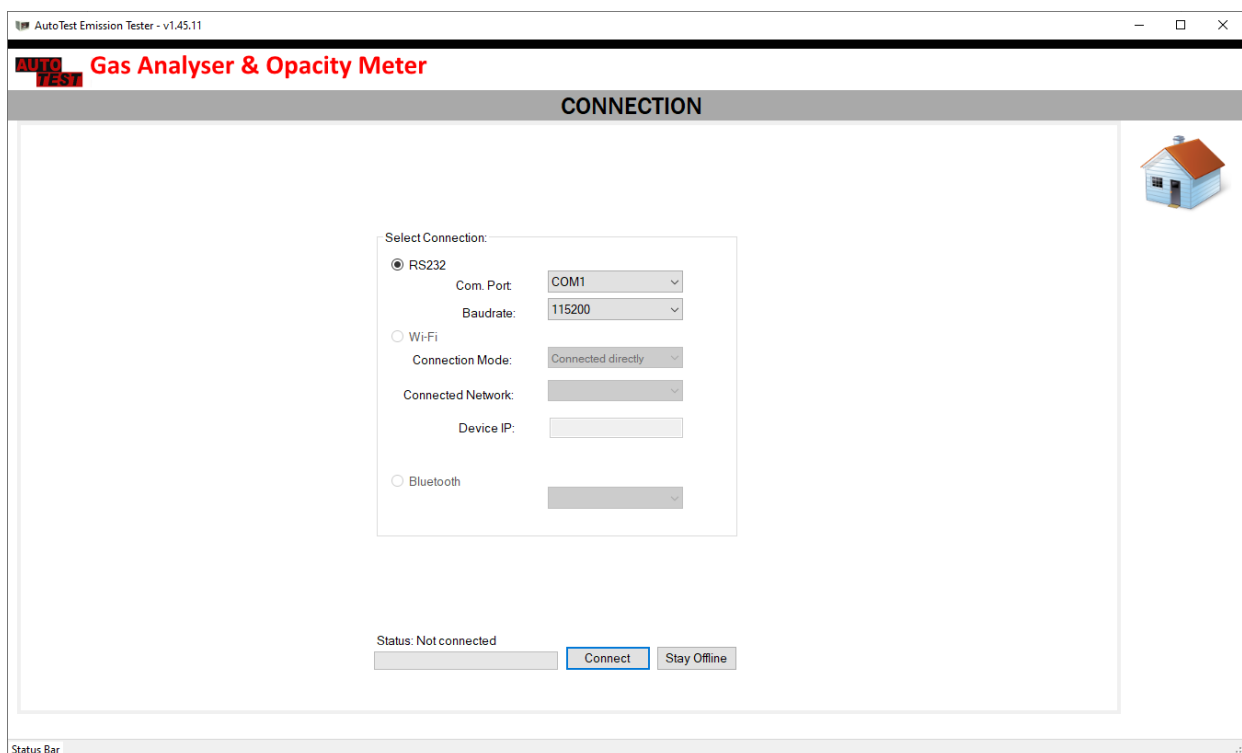 AutoTest Emission Tester - v1.45.11
AUTO
TEST
Gas Analyser & Opacity Meter
CONNECTION
Select Connection:
RS232
Com. Port: COM1
Baudrate: 115200
Wi-Fi
Connection Mode: Connected directly
Connected Network:
Device IP:
Bluetooth
Status: Not connected
Connect Stay Offline
Status Bar